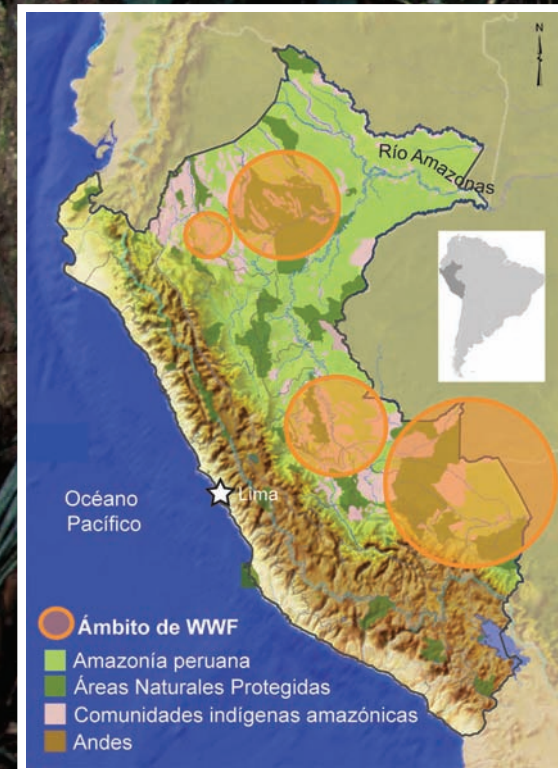 N
Río Amazonas
Lima
Océano
Pacífico
Ámbito de WWF
Amazonía peruana
Áreas Naturales Protegidas
Comunidades indígenas amazónicas
Andes